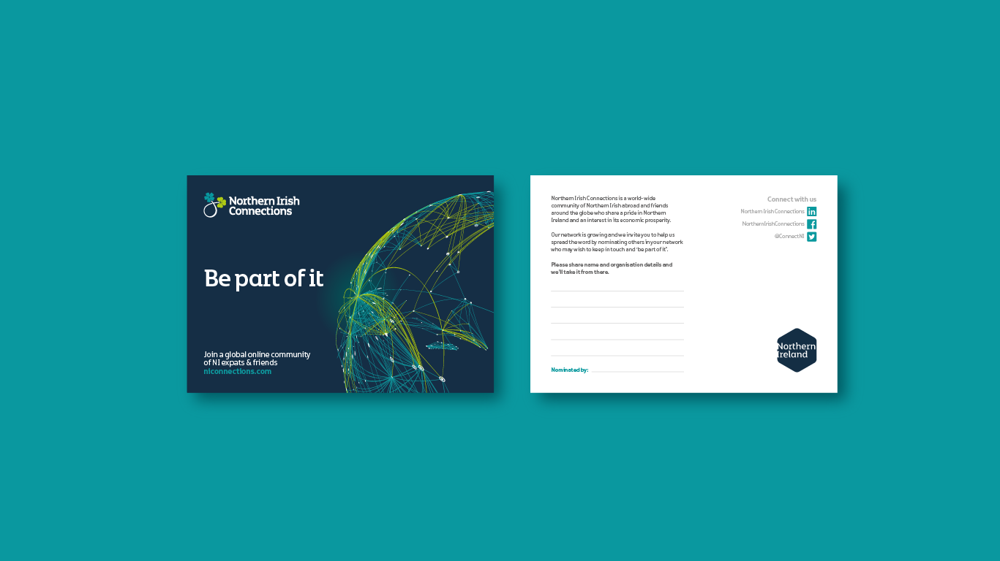 Northern Irish
Connections
Be part of it
Join a global online community
of NI expats & friends
niconnections.com
Northern Irish Connections is a world-wide
community of Northern Irish abroad and friends
around the globe who share a pride in Northern
Ireland and an interest in its economic prosperity.
Our network is growing and we invite you to help us
spread the word by nominating others in your network
who may wish to keep in touch and ‘be part of it’.
Please share name and organisation details and
we’ll take it from there.
Nominated by:
Connect with us
Northern Irish Connections
NorthernIrishConnections
@ConnectNI
Northern
Ireland